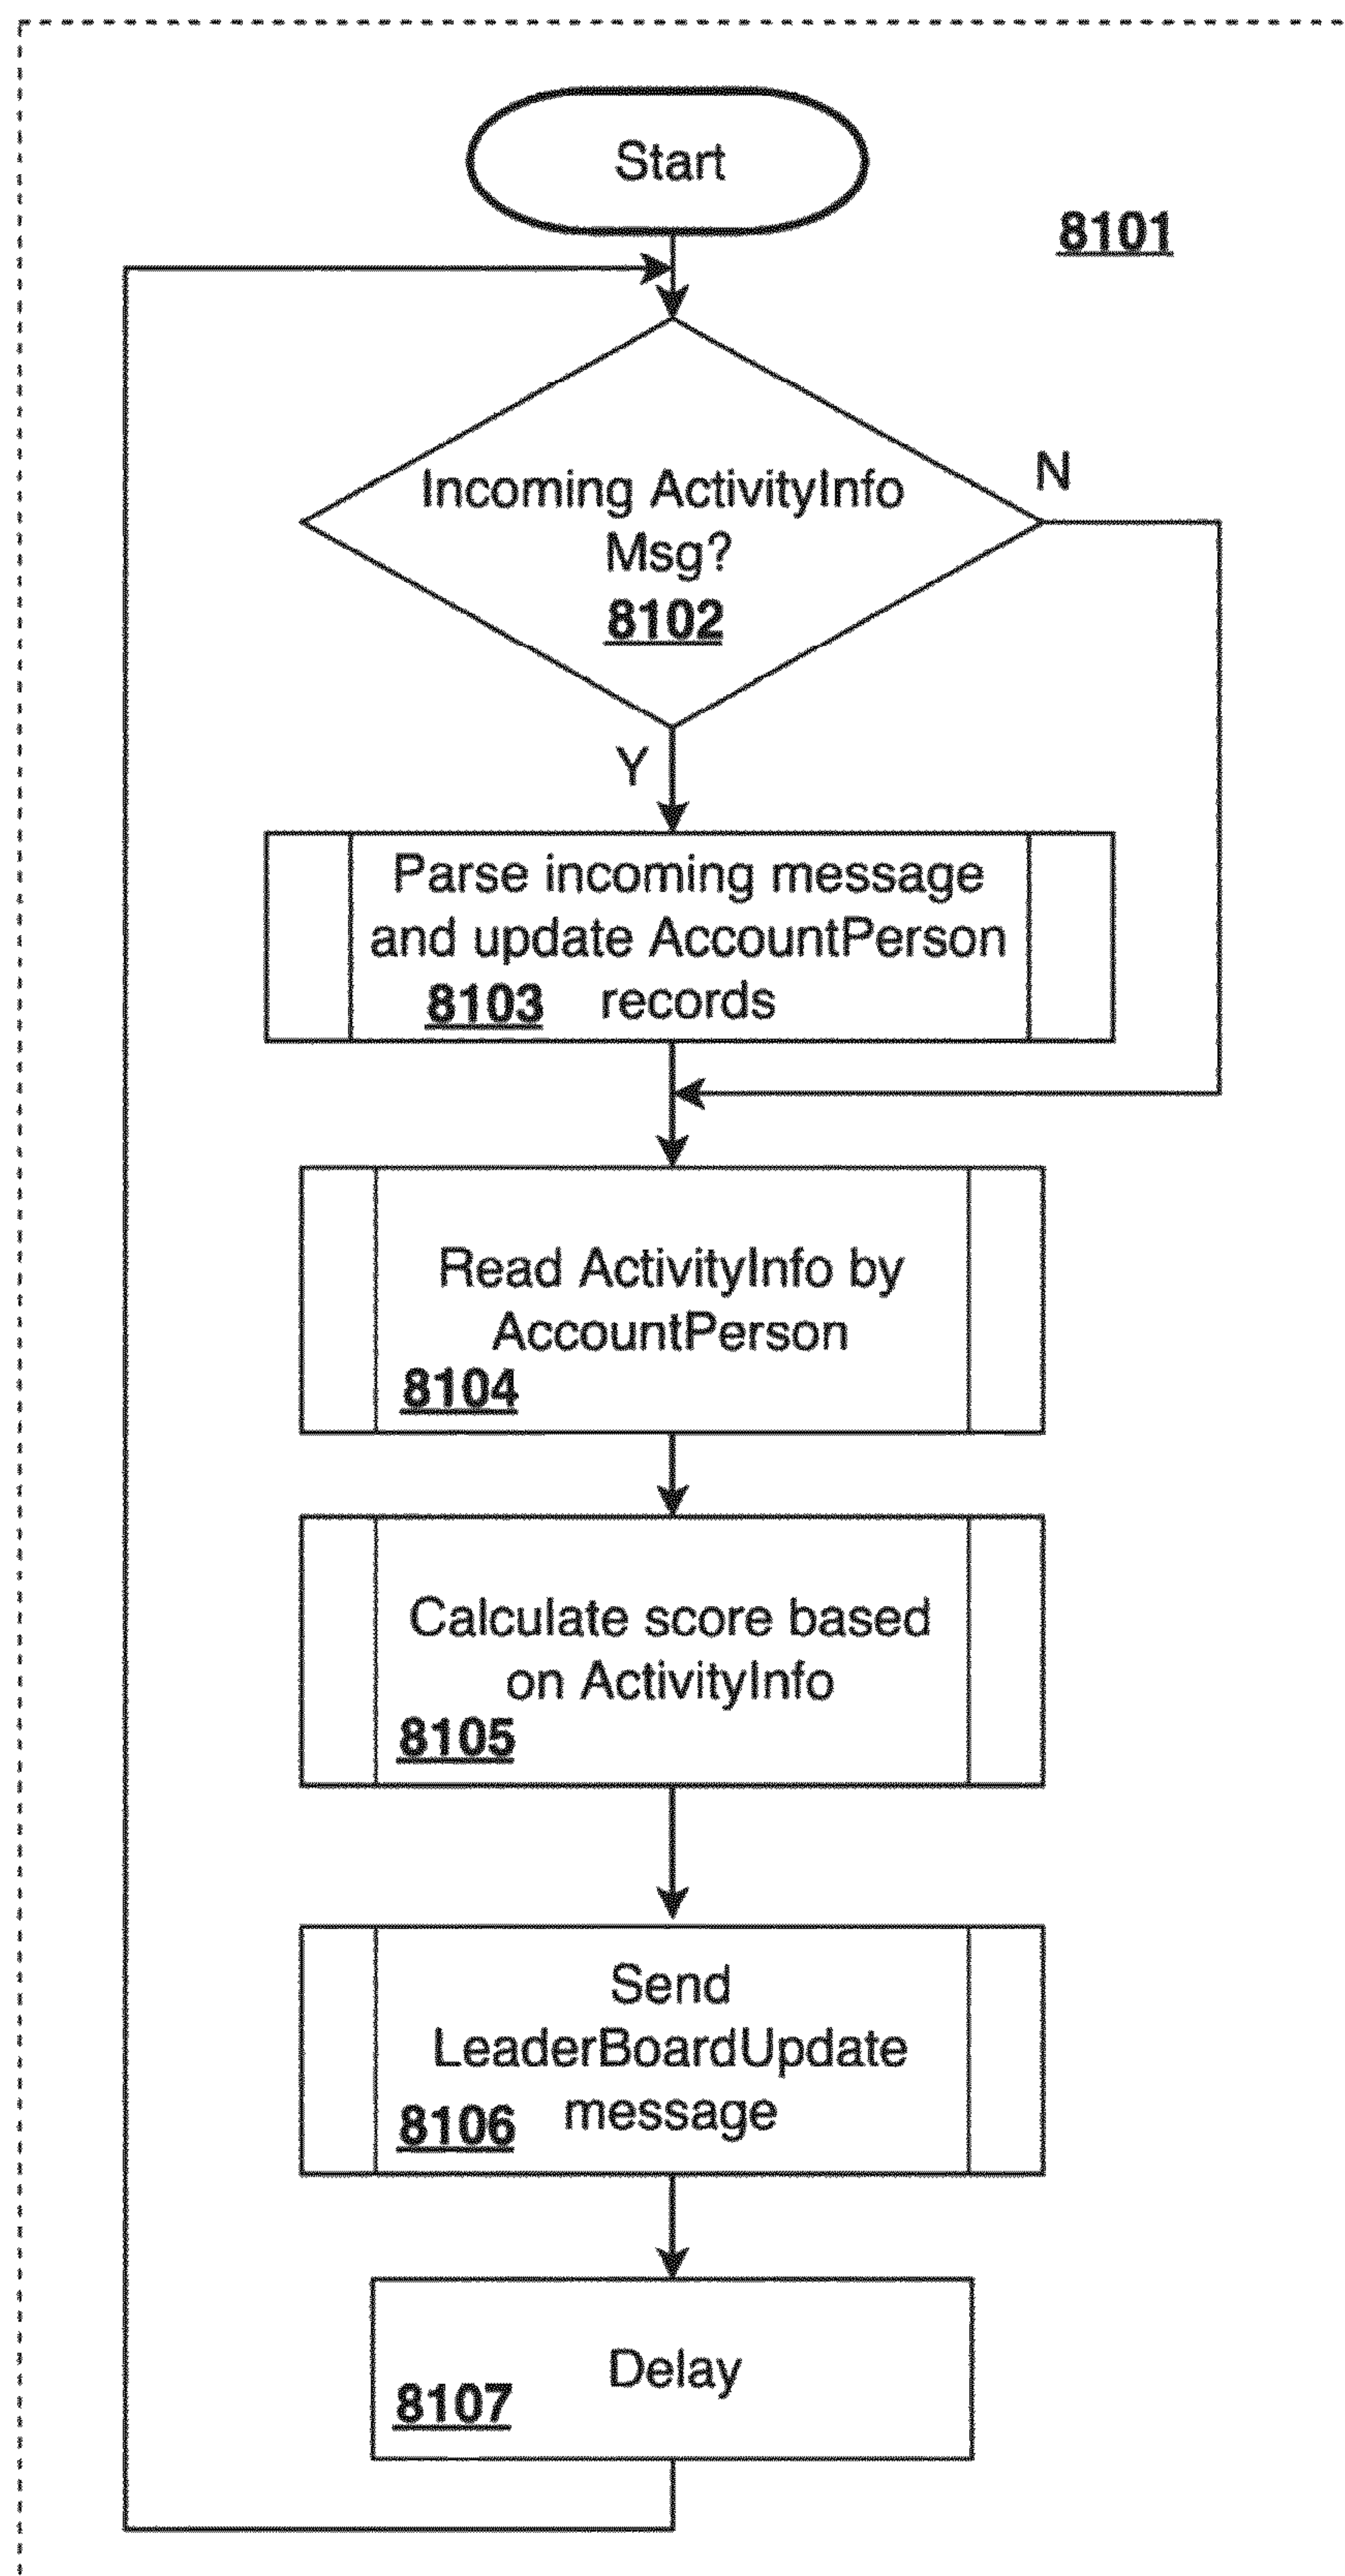 Start
8101
Incoming ActivityInfo
Msg?
8102
N
Y
Parse incoming message
and update AccountPerson
8103 records
Read ActivityInfo by
AccountPerson
8104
Calculate score based
on ActivityInfo
8105
Send
LeaderBoardUpdate
8106 message
Delay
8107